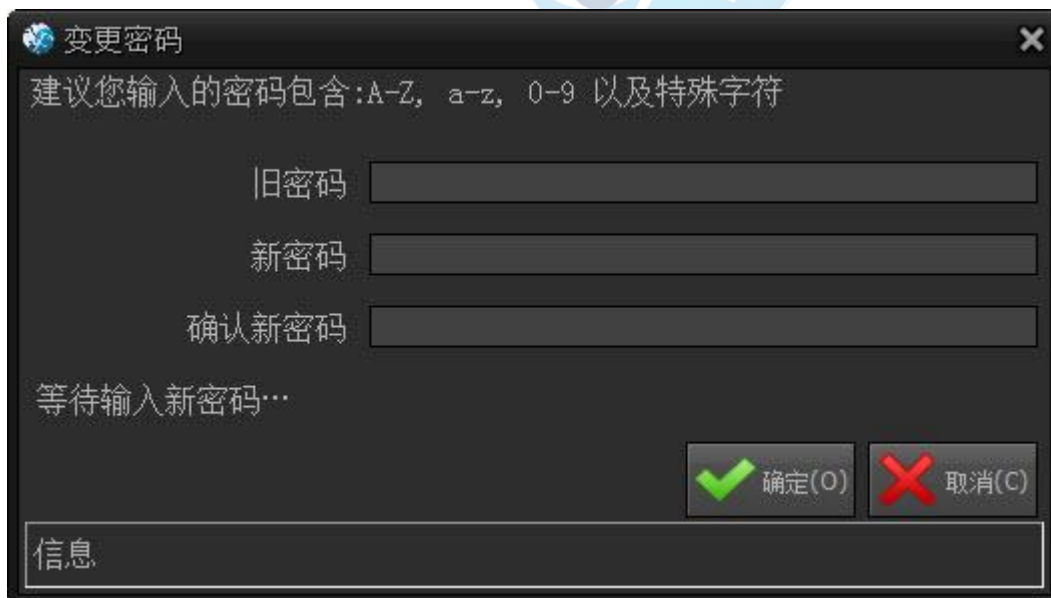 变更密码
建议您输入的密码包含:A-Z, a-z, 0-9 以及特殊字符
旧密码
新密码
确认新密码
等待输入新密码…
确定(O) 取消(C)
信息